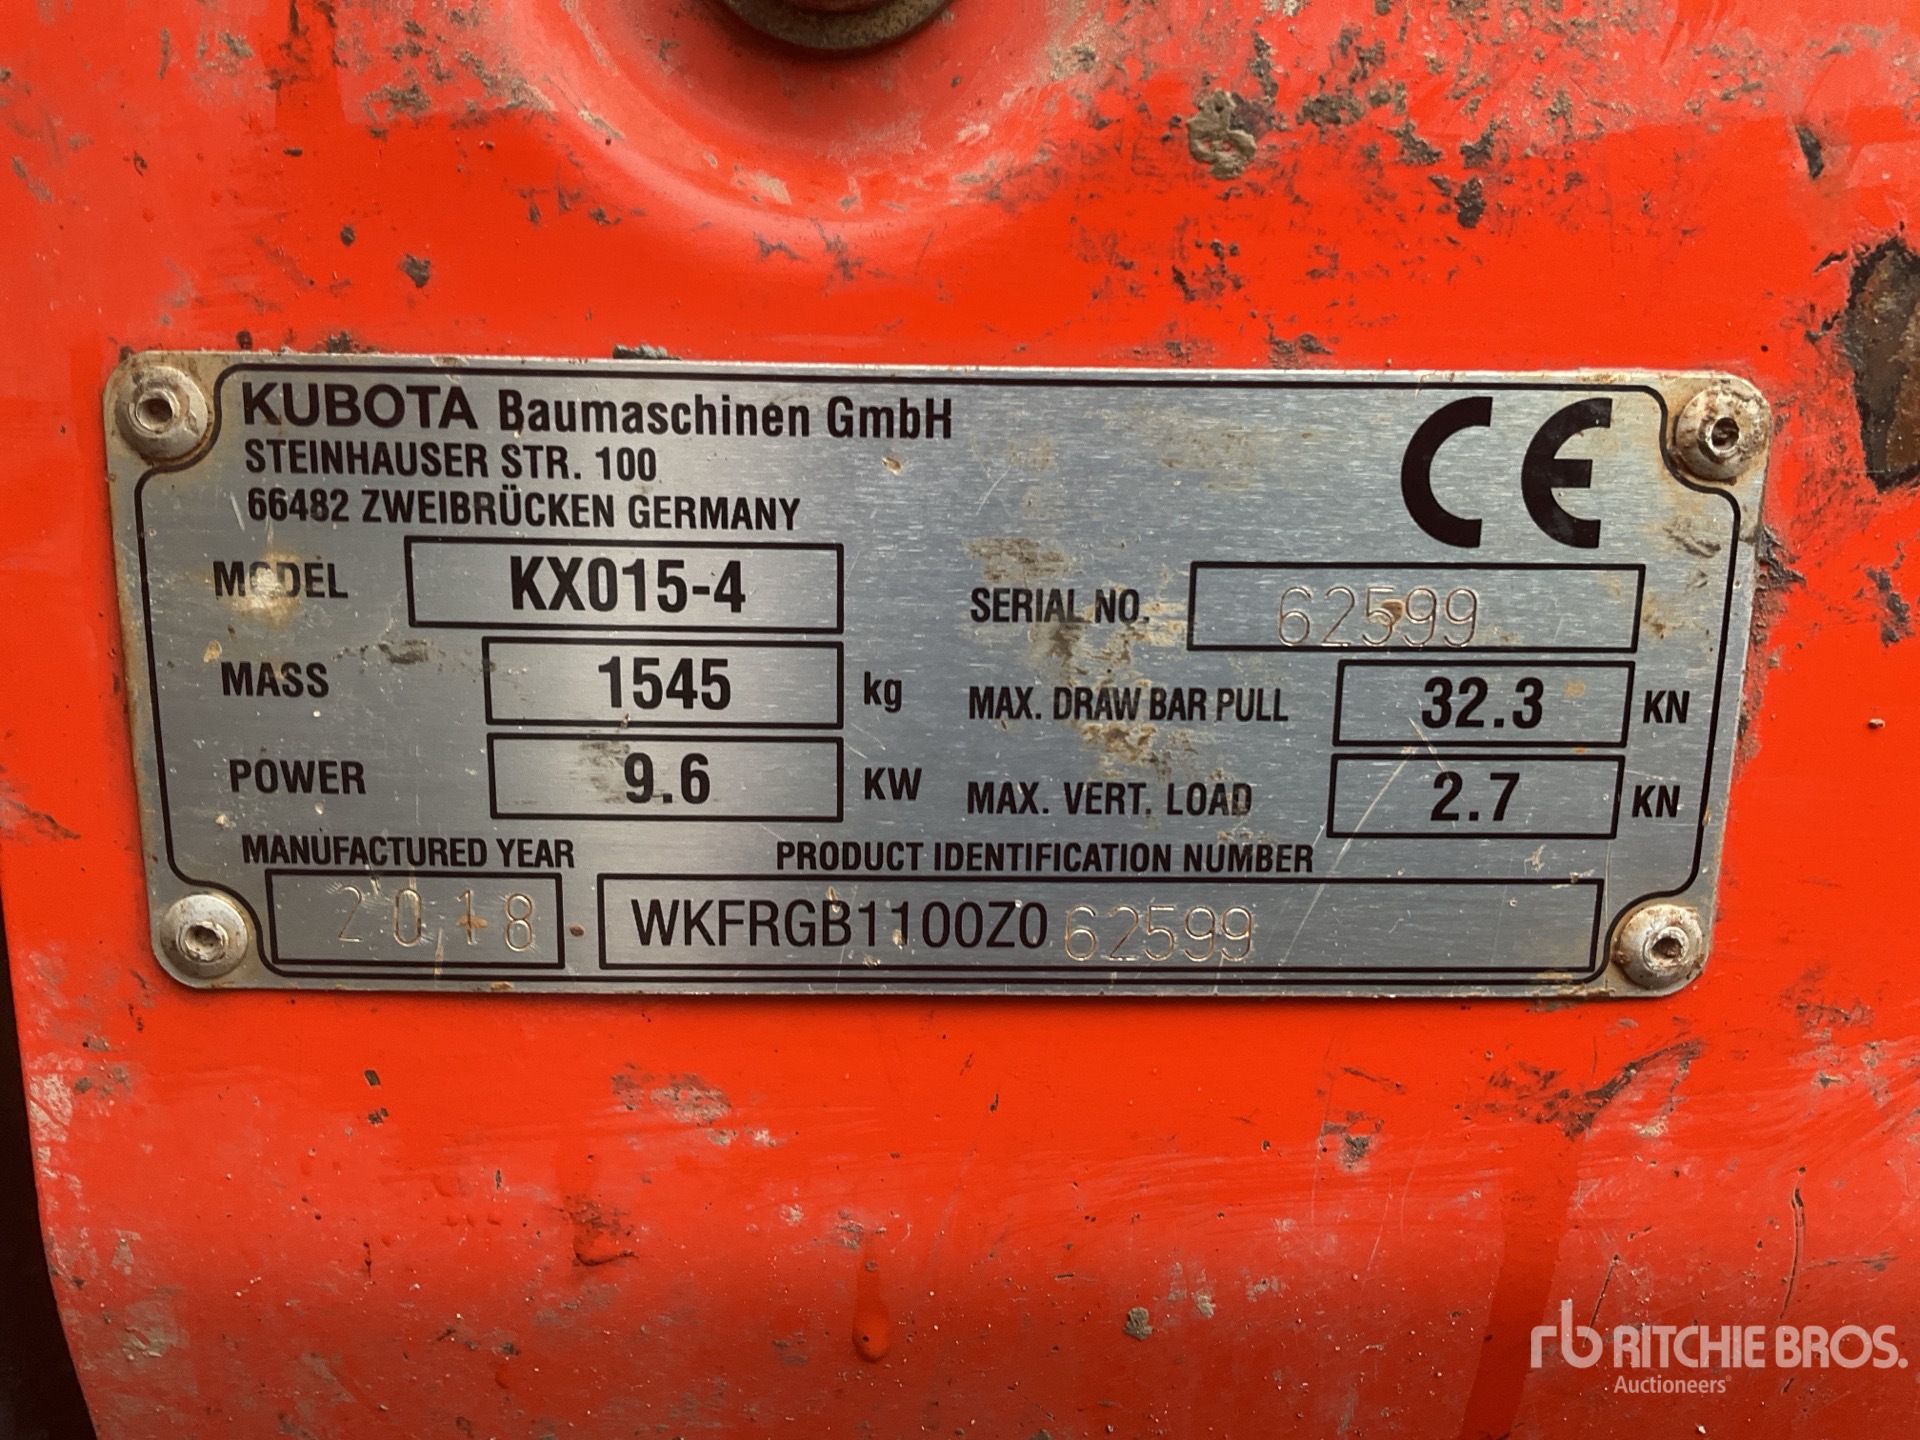 KUBOTA Baumaschinen GmbH
STEINHAUSER STR. 100
66482 ZWEIBRÜCKEN GERMANY
CE
MODEL KX015-4
SERIAL NO. 62599
MASS 1545 kg
MAX. DRAW BAR PULL 32.3 KN
POWER 9.6 KW
MAX. VERT. LOAD 2.7 KN
MANUFACTURED YEAR
2018
PRODUCT IDENTIFICATION NUMBER
WKFRGB1100Z062599
rb RITCHIE BROS.
Auctioneers